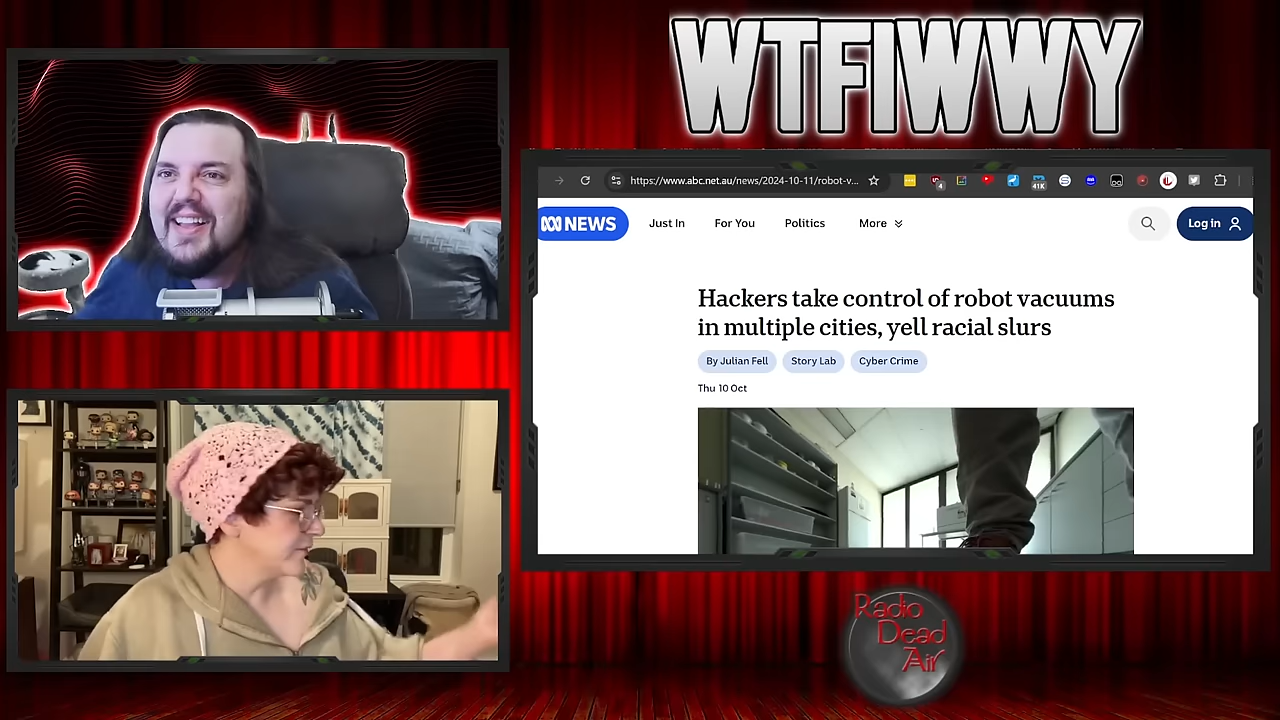 WTFIWWY
https://www.abc.net.au/news/2024-10-11/robot-v...
41K
4
NEWS
Just In
For You
Politics
More
Log in
Hackers take control of robot vacuums
in multiple cities, yell racial slurs
By Julian Fell
Story Lab
Cyber Crime
Thu 10 Oct
Radio
Dead
Air